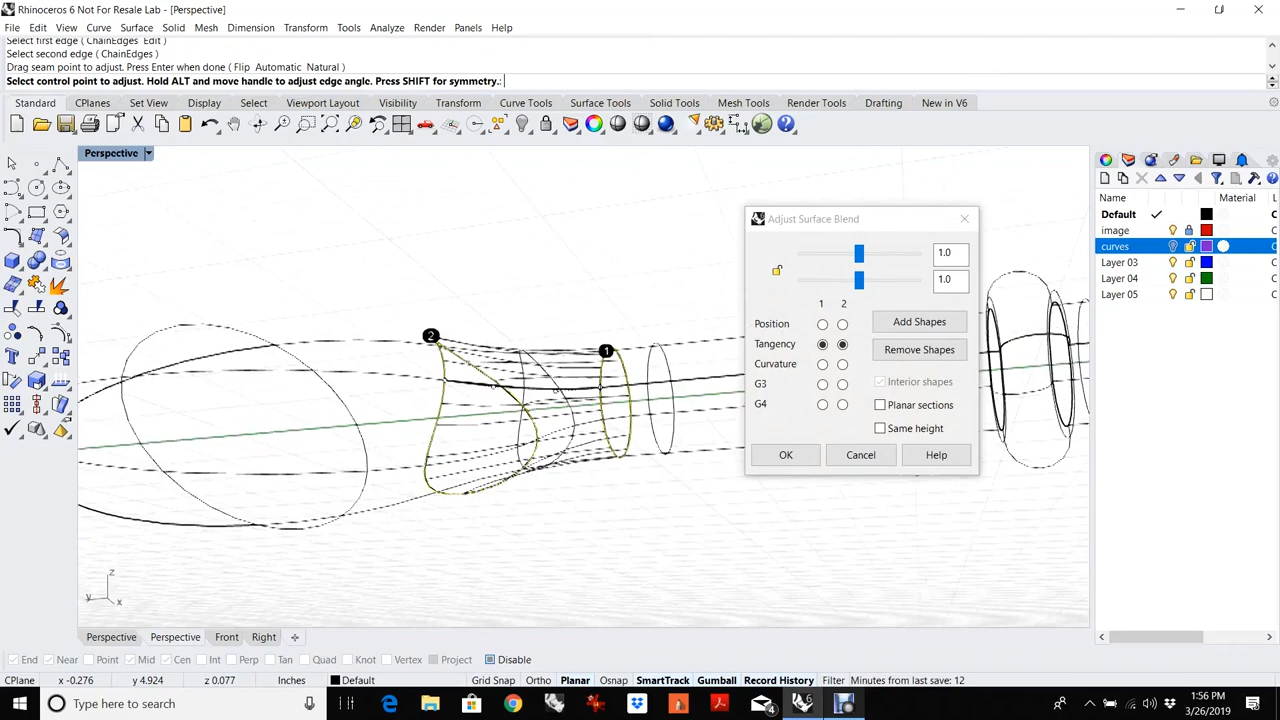 Rhinoceros 6 Not For Resale Lab - [Perspective]
File Edit View Curve Surface Solid Mesh Dimension Transform Tools Analyze Render Panels Help
Select first edge ( ChainEdges Edit )
Select second edge ( ChainEdges )
Drag seam point to adjust. Press Enter when done ( Flip Automatic Natural )
Select control point to adjust. Hold ALT and move handle to adjust edge angle. Press SHIFT for symmetry.:
Standard CPlanes Set View Display Select Viewport Layout Visibility Transform Curve Tools Surface Tools Solid Tools Mesh Tools Render Tools Drafting New in V6
Perspective
Name Material L
Default C
image C
curves C
Layer 03 C
Layer 04 C
Layer 05 C
Adjust Surface Blend
1.0
1.0
1 2
Position
Tangency
Curvature
G3
G4
Add Shapes
Remove Shapes
Interior shapes
Planar sections
Same height
OK Cancel Help
2
1
z
y x
Perspective Perspective Front Right
End Near Point Mid Cen Int Perp Tan Quad Knot Vertex Project Disable
CPlane x -0.276 y 4.924 z 0.077 Inches Default Grid Snap Ortho Planar Osnap SmartTrack Gumball Record History Filter Minutes from last save: 12
Type here to search
4
1:56 PM
3/26/2019